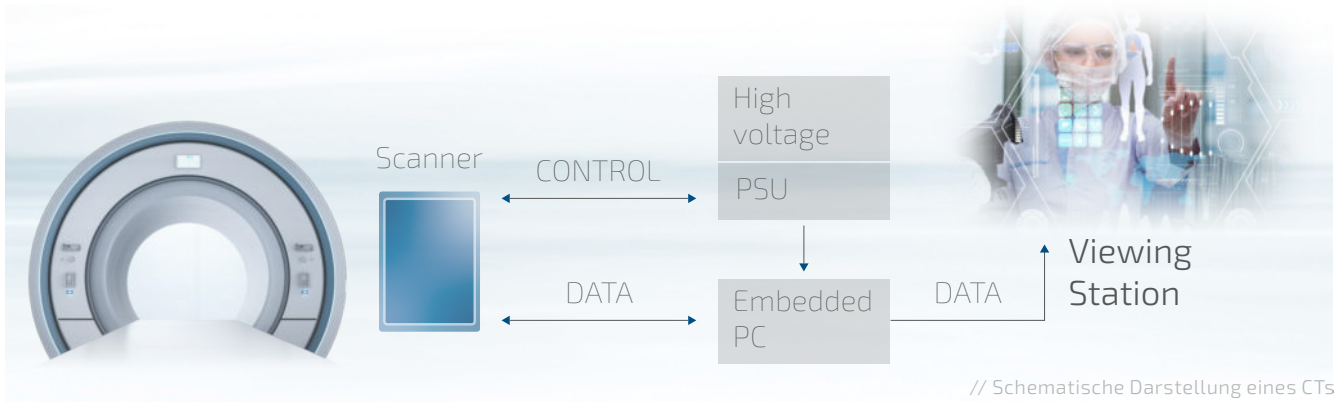 High
voltage
Scanner
CONTROL
PSU
DATA
Embedded
PC
DATA
Viewing
Station
// Schematische Darstellung eines CTs